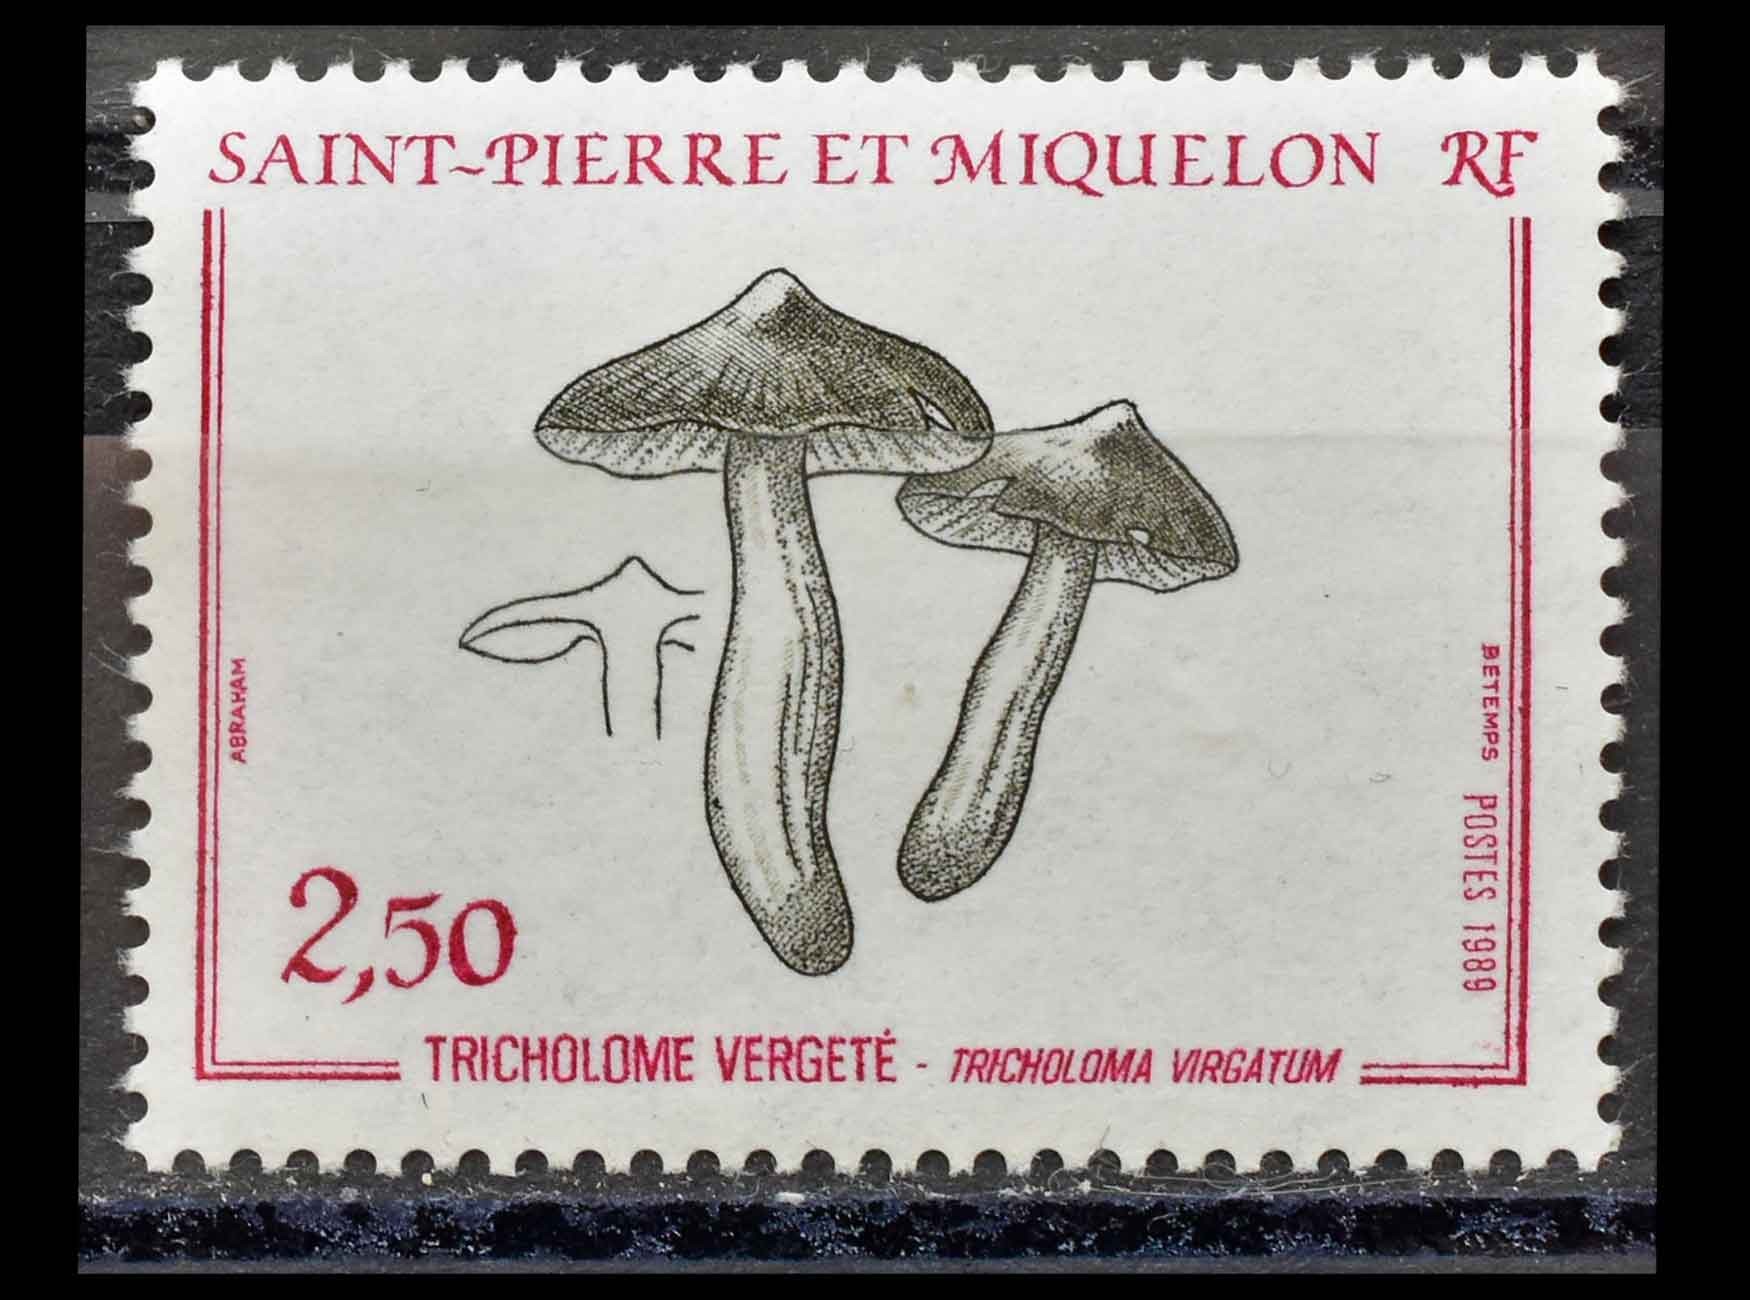 SAINT-PIERRE ET MIQUELON RF
ABRAHAM
BETEMPS POSTES 1989
2,50
TRICHOLOME VERGETÉ - TRICHOLOMA VIRGATUM